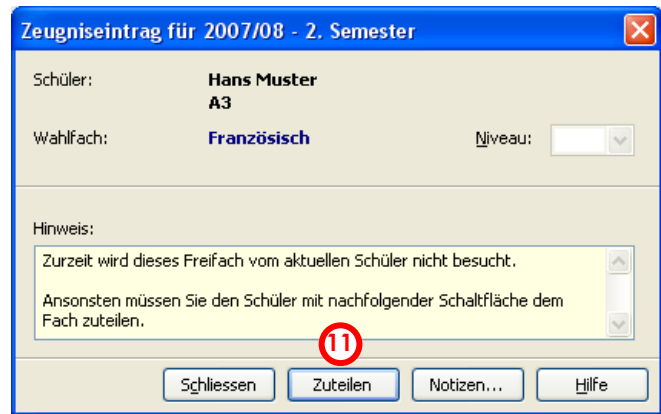 Zeugniseintrag für 2007/08 - 2. Semester
Schüler: Hans Muster
A3
Wahlfach: Französisch Niveau:
Hinweis:
Zurzeit wird dieses Freifach vom aktuellen Schüler nicht besucht.
Ansonsten müssen Sie den Schüler mit nachfolgender Schaltfläche dem
Fach zuteilen.
11
Schliessen Zuteilen Notizen... Hilfe